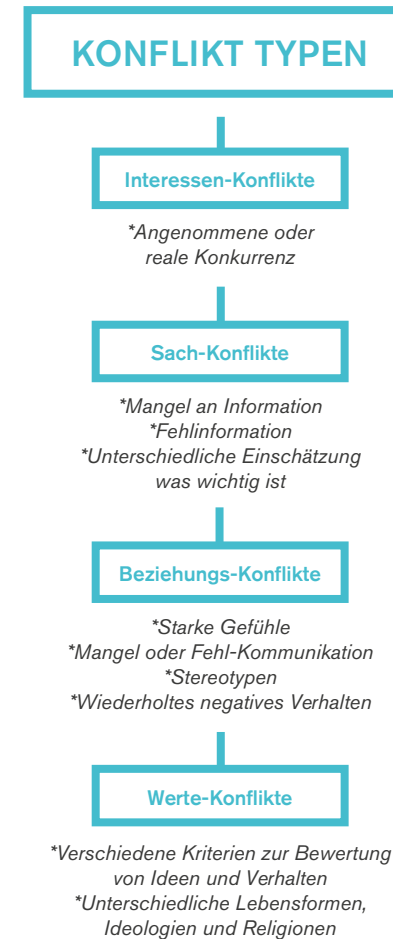 KONFLIKT TYPEN
Interessen-Konflikte
*Angenommene oder
reale Konkurrenz
Sach-Konflikte
*Mangel an Information
*Fehlinformation
*Unterschiedliche Einschätzung
was wichtig ist
Beziehungs-Konflikte
*Starke Gefühle
*Mangel oder Fehl-Kommunikation
*Stereotypen
*Wiederholtes negatives Verhalten
Werte-Konflikte
*Verschiedene Kriterien zur Bewertung
von Ideen und Verhalten
*Unterschiedliche Lebensformen,
Ideologien und Religionen